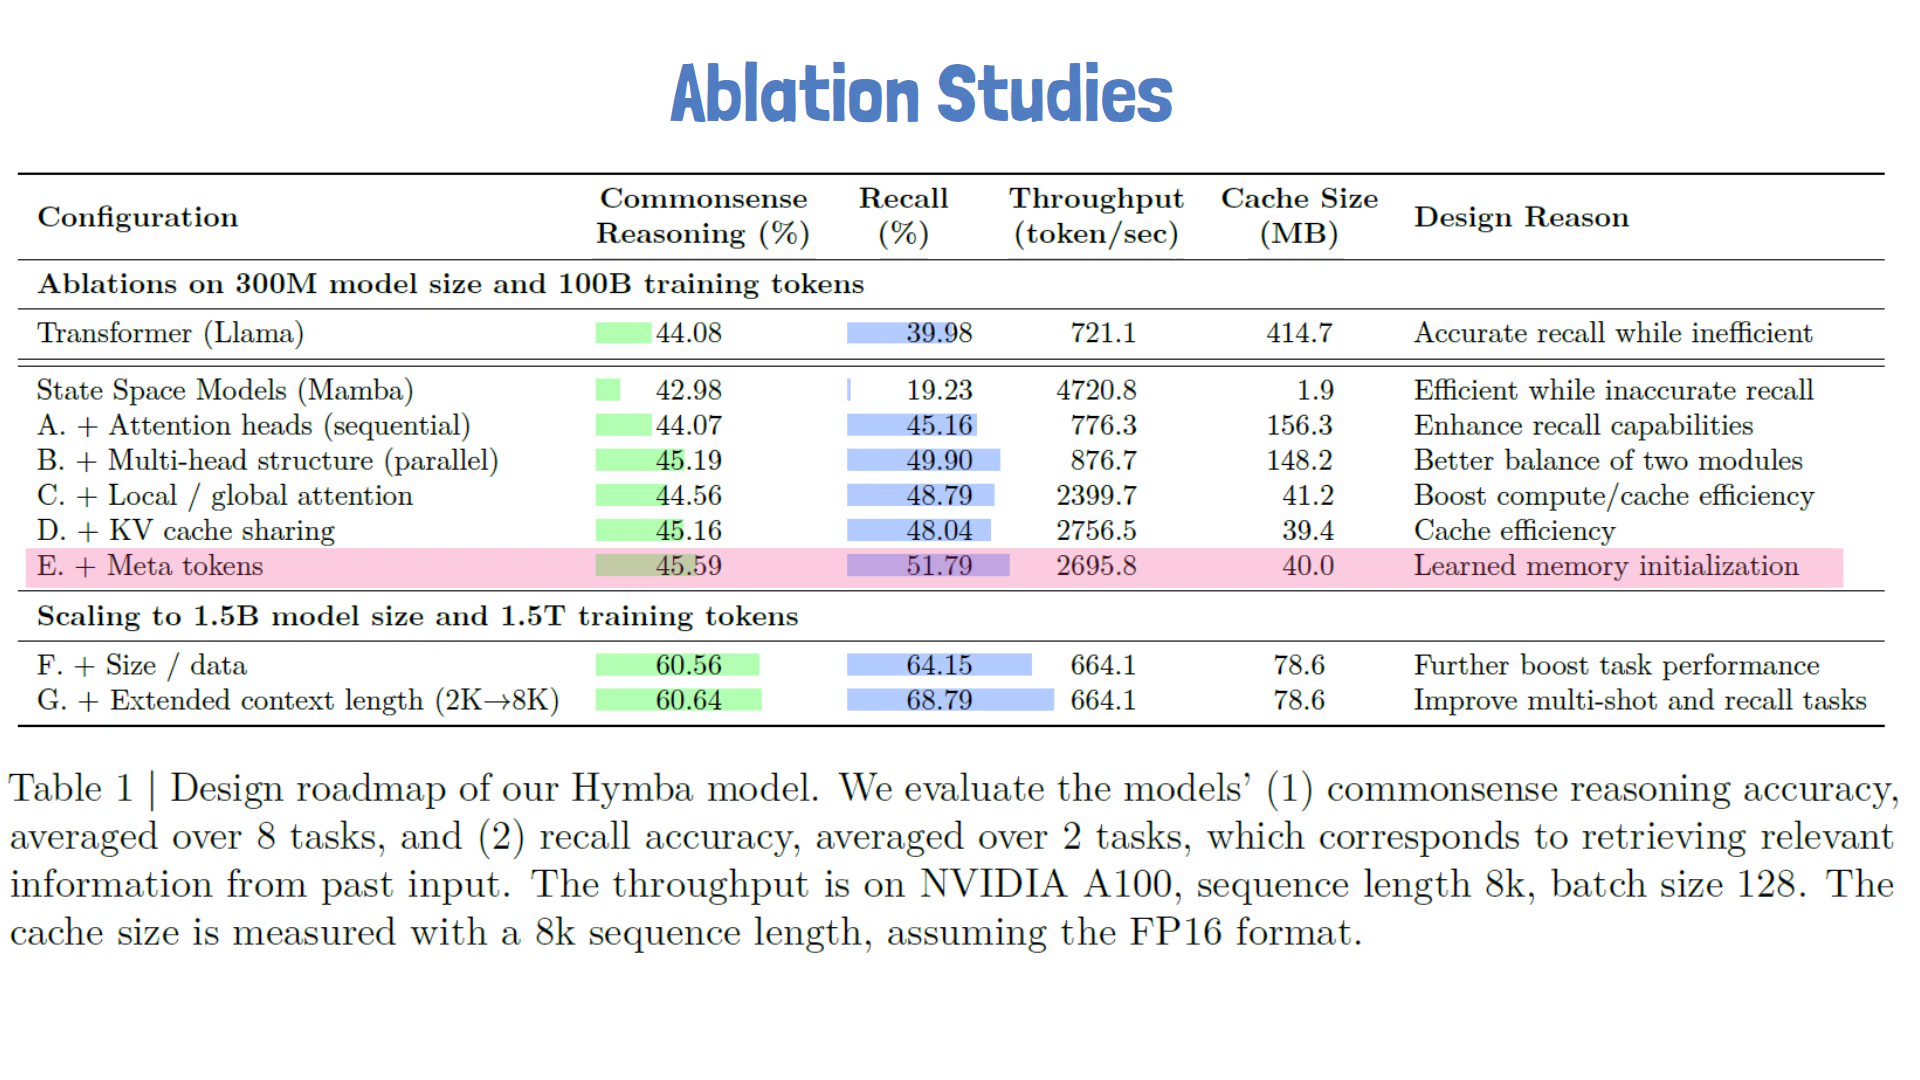 Ablation Studies
Configuration Commonsense Reasoning (%) Recall (%) Throughput (token/sec) Cache Size (MB) Design Reason
Ablations on 300M model size and 100B training tokens
Transformer (Llama) 44.08 39.98 721.1 414.7 Accurate recall while inefficient
State Space Models (Mamba) 42.98 19.23 4720.8 1.9 Efficient while inaccurate recall
A. + Attention heads (sequential) 44.07 45.16 776.3 156.3 Enhance recall capabilities
B. + Multi-head structure (parallel) 45.19 49.90 876.7 148.2 Better balance of two modules
C. + Local / global attention 44.56 48.79 2399.7 41.2 Boost compute/cache efficiency
D. + KV cache sharing 45.16 48.04 2756.5 39.4 Cache efficiency
E. + Meta tokens 45.59 51.79 2695.8 40.0 Learned memory initialization
Scaling to 1.5B model size and 1.5T training tokens
F. + Size / data 60.56 64.15 664.1 78.6 Further boost task performance
G. + Extended context length (2K→8K) 60.64 68.79 664.1 78.6 Improve multi-shot and recall tasks
Table 1 | Design roadmap of our Hymba model. We evaluate the models’ (1) commonsense reasoning accuracy,
averaged over 8 tasks, and (2) recall accuracy, averaged over 2 tasks, which corresponds to retrieving relevant
information from past input. The throughput is on NVIDIA A100, sequence length 8k, batch size 128. The
cache size is measured with a 8k sequence length, assuming the FP16 format.